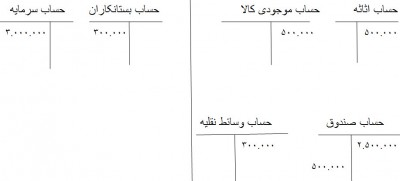 حساب اثاثه حساب موجودی کالا حساب بستانکاران حساب سرمایه
۵۰۰.۰۰۰ ۵۰۰.۰۰۰ ۳۰۰.۰۰۰ ۳.۰۰۰.۰۰۰
حساب صندوق حساب وسائط نقلیه
۲.۵۰۰.۰۰۰ ۳۰۰.۰۰۰
۵۰۰.۰۰۰